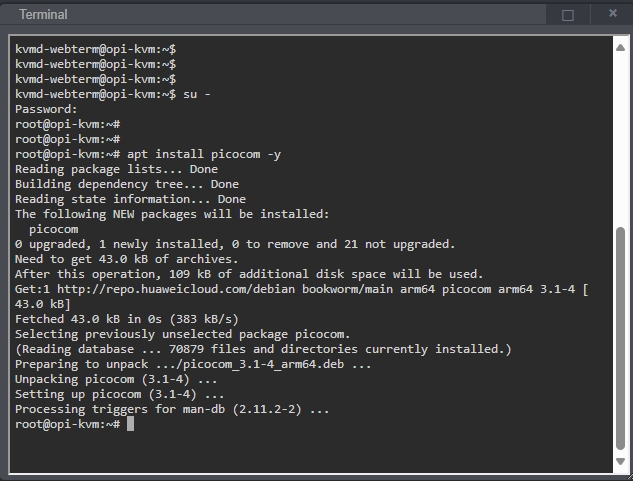 Terminal
kvmd-webterm@opi-kvm:~$
kvmd-webterm@opi-kvm:~$
kvmd-webterm@opi-kvm:~$
kvmd-webterm@opi-kvm:~$ su -
Password:
root@opi-kvm:~#
root@opi-kvm:~#
root@opi-kvm:~# apt install picocom -y
Reading package lists... Done
Building dependency tree... Done
Reading state information... Done
The following NEW packages will be installed:
  picocom
0 upgraded, 1 newly installed, 0 to remove and 21 not upgraded.
Need to get 43.0 kB of archives.
After this operation, 109 kB of additional disk space will be used.
Get:1 http://repo.huaweicloud.com/debian bookworm/main arm64 picocom arm64 3.1-4 [
43.0 kB]
Fetched 43.0 kB in 0s (383 kB/s)
Selecting previously unselected package picocom.
(Reading database ... 70879 files and directories currently installed.)
Preparing to unpack .../picocom_3.1-4_arm64.deb ...
Unpacking picocom (3.1-4) ...
Setting up picocom (3.1-4) ...
Processing triggers for man-db (2.11.2-2) ...
root@opi-kvm:~#